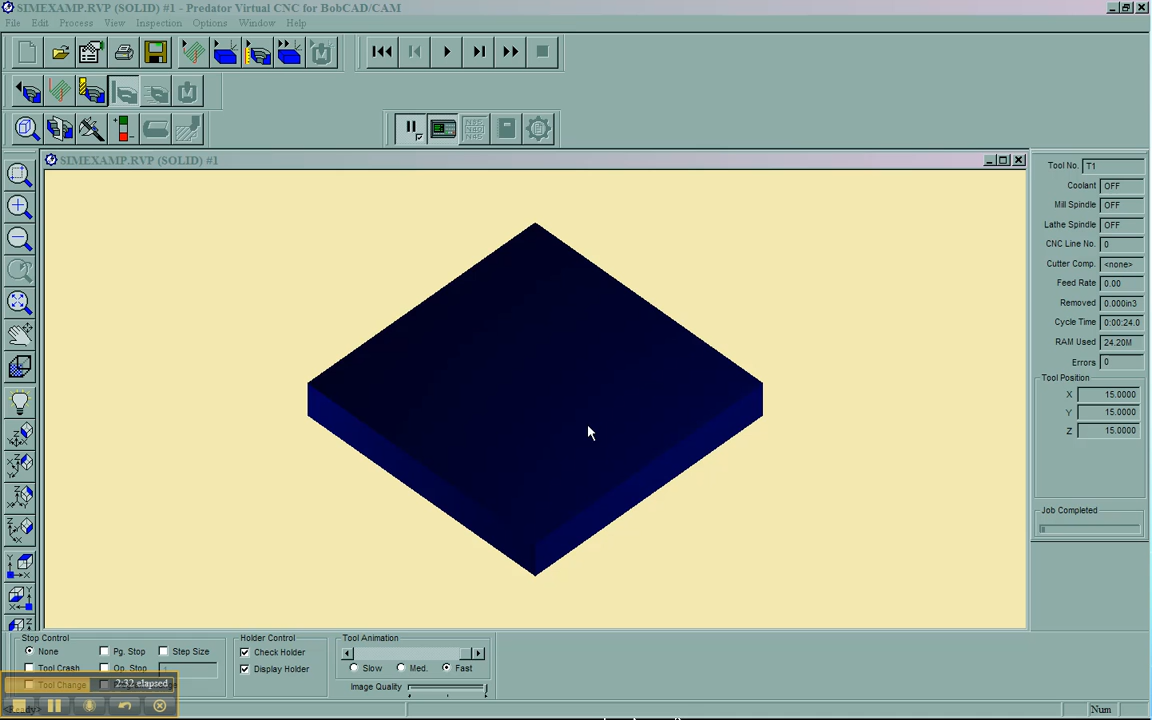 SIMEXAMP.RVP (SOLID) #1 - Predator Virtual CNC for BobCAD/CAM
File Edit Process View Inspection Options Window Help
SIMEXAMP.RVP (SOLID) #1
Tool No. T1
Coolant OFF
Mill Spindle OFF
Lathe Spindle OFF
CNC Line No. 0
Cutter Comp. <none>
Feed Rate 0.00
Removed 0.000in3
Cycle Time 0:00:24.0
RAM Used 24.20M
Errors 0
Tool Position
X 15.0000
Y 15.0000
Z 15.0000
Job Completed
Stop Control
None Pg. Stop Step Size
Tool Crash Op. Stop
Tool Change
2:32 elapsed
Holder Control
Check Holder
Display Holder
Tool Animation
Slow Med. Fast
Image Quality
Num